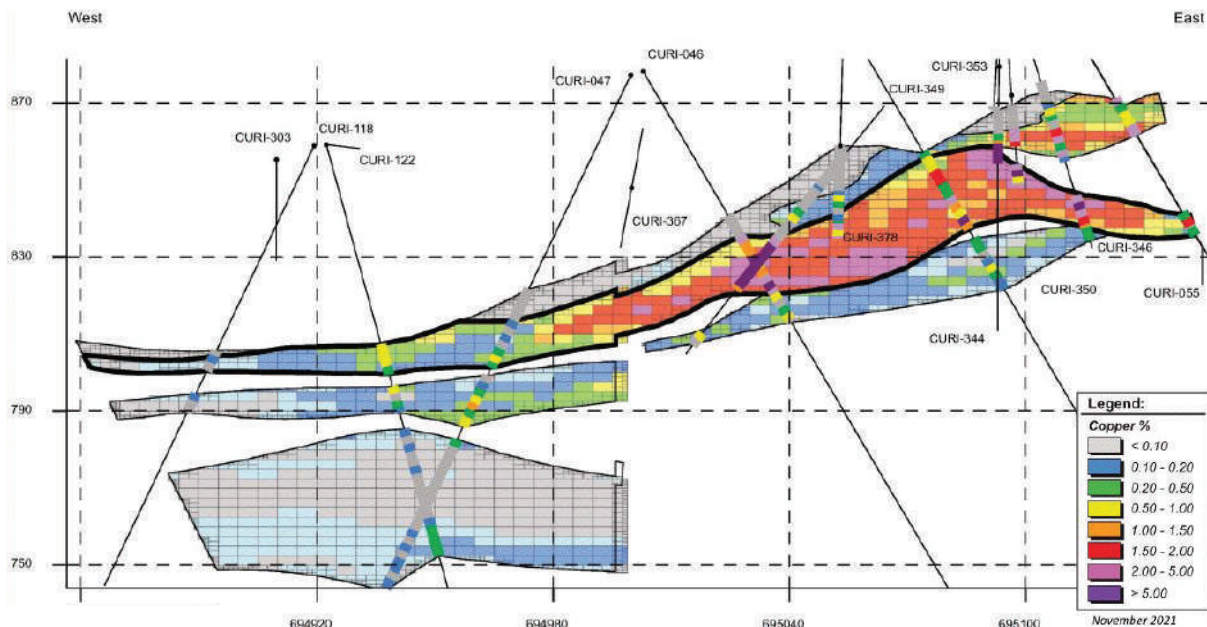 West
East
CURI-046
CURI-047
CURI-353
CURI-349
870
CURI-303
CURI-118
CURI-122
CURI-367
830
CURI-378
CURI-346
CURI-350
CURI-055
CURI-344
790
750
Legend:
Copper %
< 0.10
0.10 - 0.20
0.20 - 0.50
0.50 - 1.00
1.00 - 1.50
1.50 - 2.00
2.00 - 5.00
> 5.00
694920
694980
695040
695100
November 2021